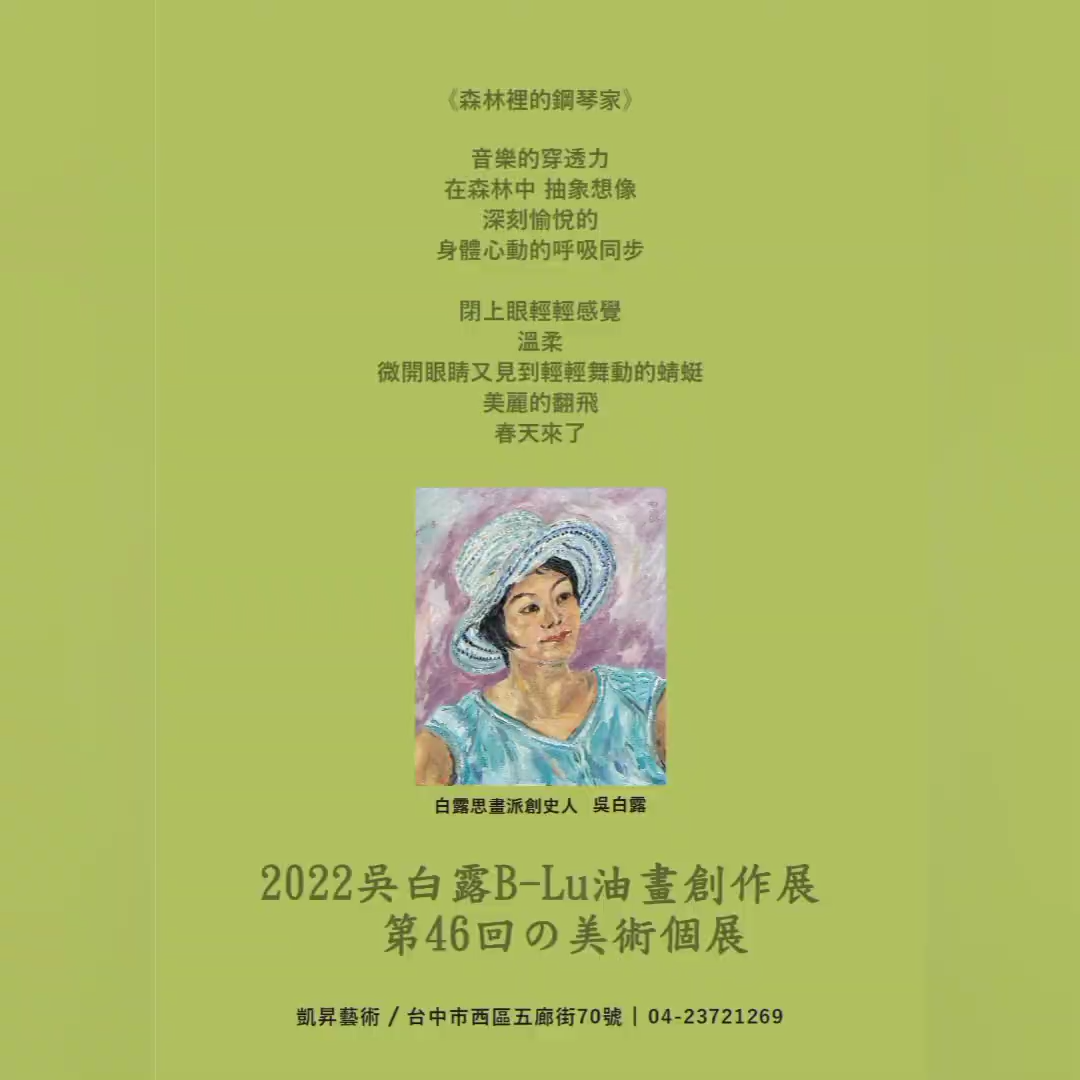 《森林裡的鋼琴家》
音樂的穿透力
在森林中 抽象想像
深刻愉悅的
身體心動的呼吸同步
閉上眼輕輕感覺
溫柔
微開眼睛又見到輕輕舞動的蜻蜓
美麗的翻飛
春天來了
白露思畫派創史人 吳白露
2022吳白露B-Lu油畫創作展
第46回の美術個展
凱昇藝術 / 台中市西區五廊街70號 | 04-23721269